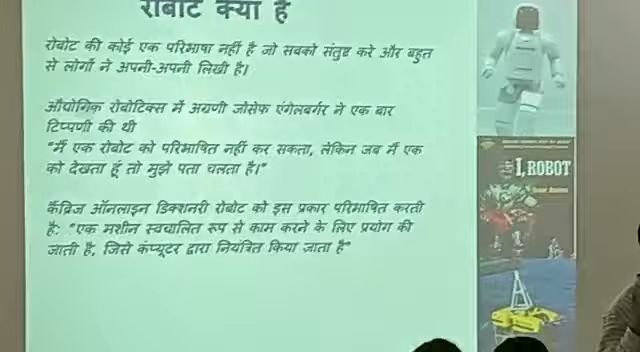 रोबोट क्या है
रोबोट की कोई एक परिभाषा नहीं है जो सबको संतुष्ट करे और बहुत
से लोगों ने अपनी-अपनी लिखी है।
औद्योगिक रोबोटिक्स में अग्रणी जोसेफ एंगेलबर्गर ने एक बार
टिप्पणी की थी
"मैं एक रोबोट को परिभाषित नहीं कर सकता, लेकिन जब मैं एक
को देखता हूं तो मुझे पता चलता है।"
कैंब्रिज ऑनलाइन डिक्शनरी रोबोट को इस प्रकार परिभाषित करती
है: "एक मशीन स्वचालित रूप से काम करने के लिए प्रयोग की
जाती है, जिसे कंप्यूटर द्वारा नियंत्रित किया जाता है"
I, ROBOT